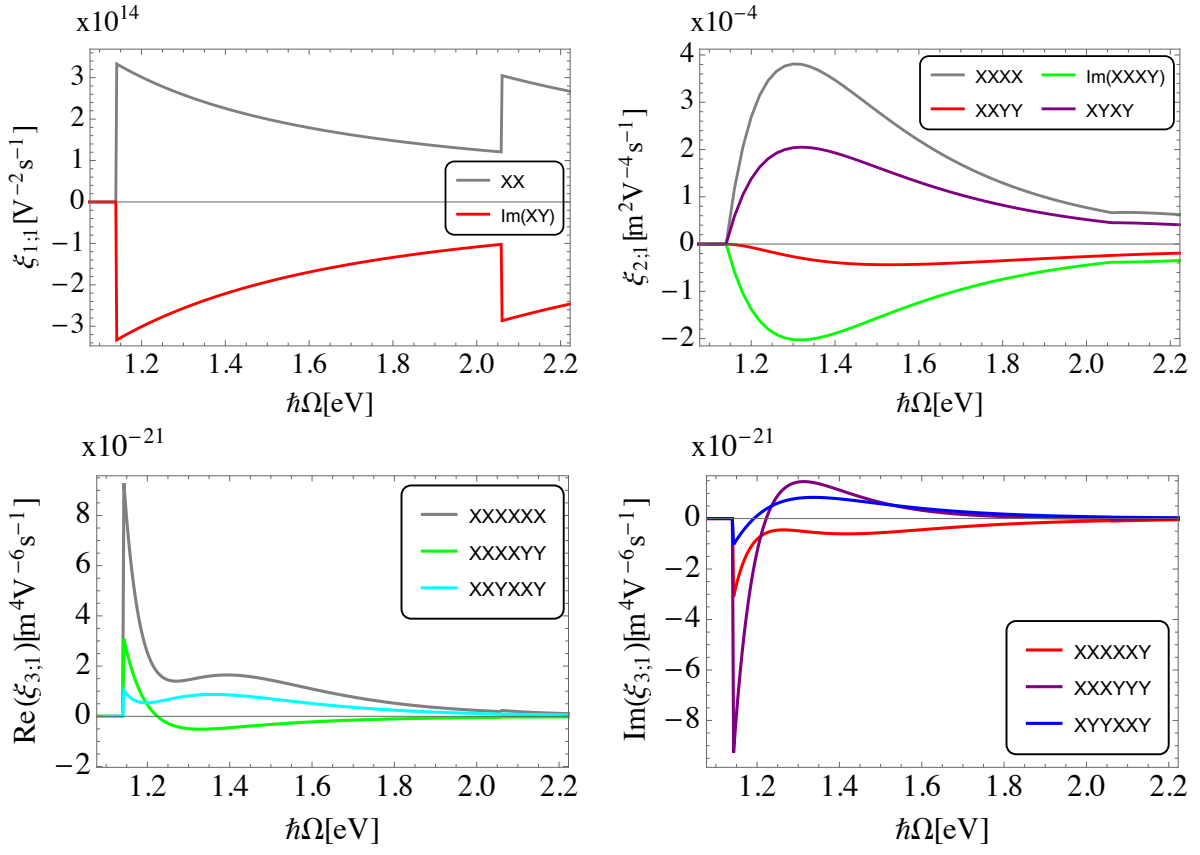 x10^14
ξ1;1[V^−2 s^−1]
3
2
1
0
−1
−2
−3
XX
Im(XY)
1.2 1.4 1.6 1.8 2.0 2.2
ℏΩ[eV]
x10^−4
ξ2;1[m^2 V^−4 s^−1]
4
2
0
−1
−2
XXXX Im(XXXY)
XXYY XYXY
1.2 1.4 1.6 1.8 2.0 2.2
ℏΩ[eV]
x10^−21
Re(ξ3;1)[m^4 V^−6 s^−1]
8
6
4
2
0
−2
XXXXXX
XXXXYY
XXYXXY
1.2 1.4 1.6 1.8 2.0 2.2
ℏΩ[eV]
x10^−21
Im(ξ3;1)[m^4 V^−6 s^−1]
0
−2
−4
−6
−8
XXXXXY
XXXYYY
XYYXXY
1.2 1.4 1.6 1.8 2.0 2.2
ℏΩ[eV]